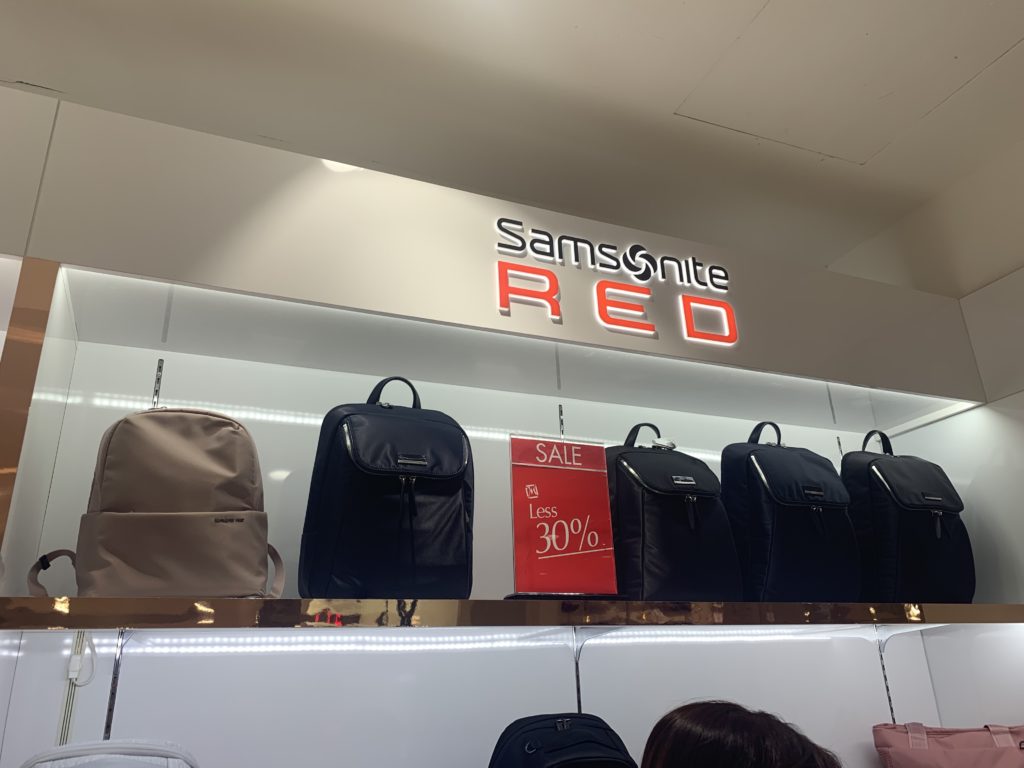 Samsonite
RED
SALE
Less
30%